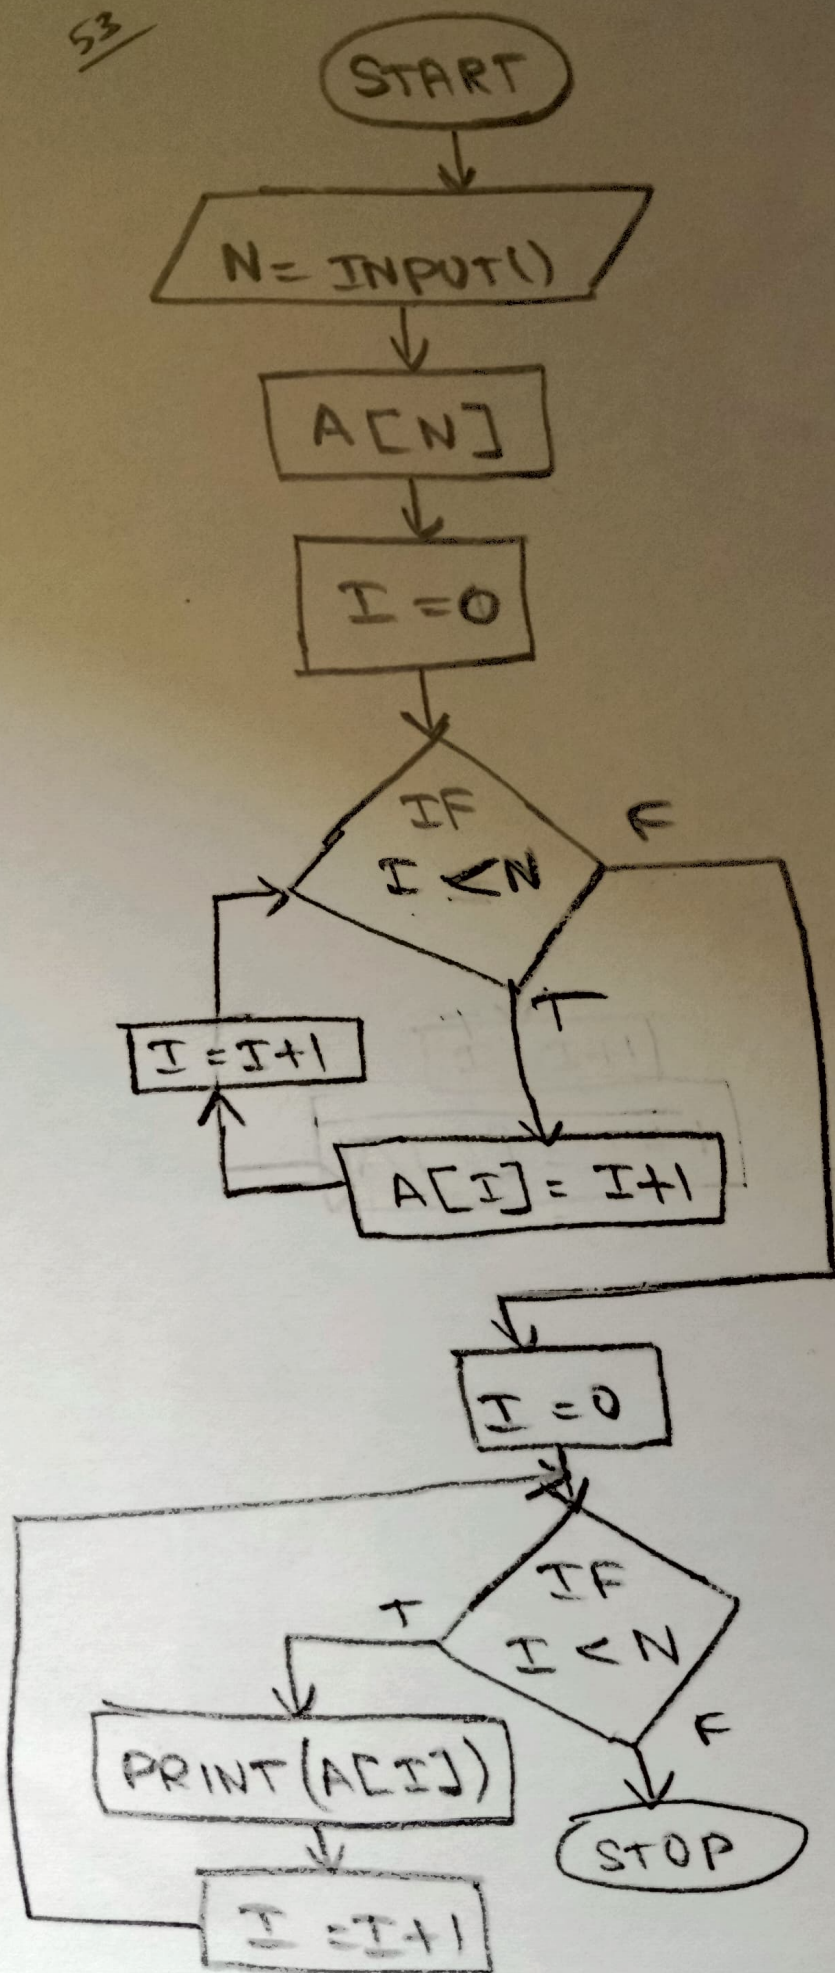 53
START
N= INPUT()
A[N]
I=0
IF
I<N
F
T
I=I+1
A[I]= I+1
I=0
IF
I<N
T
F
PRINT(A[I])
STOP
I=I+1